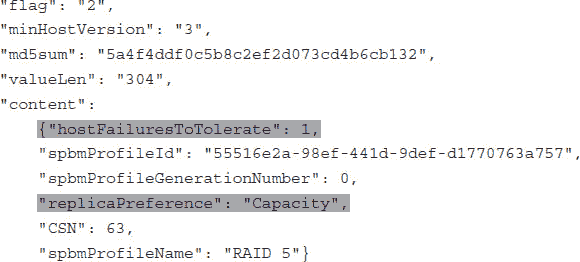 "flag": "2",
"minHostVersion": "3",
"md5sum": "5a4f4ddf0c5b8c2ef2d073cd4b6cb132",
"valueLen": "304",
"content":
{"hostFailuresToTolerate": 1,
"spbmProfileId": "55516e2a-98ef-441d-9def-d1770763a757",
"spbmProfileGenerationNumber": 0,
"replicaPreference": "Capacity",
"CSN": 63,
"spbmProfileName": "RAID 5"}